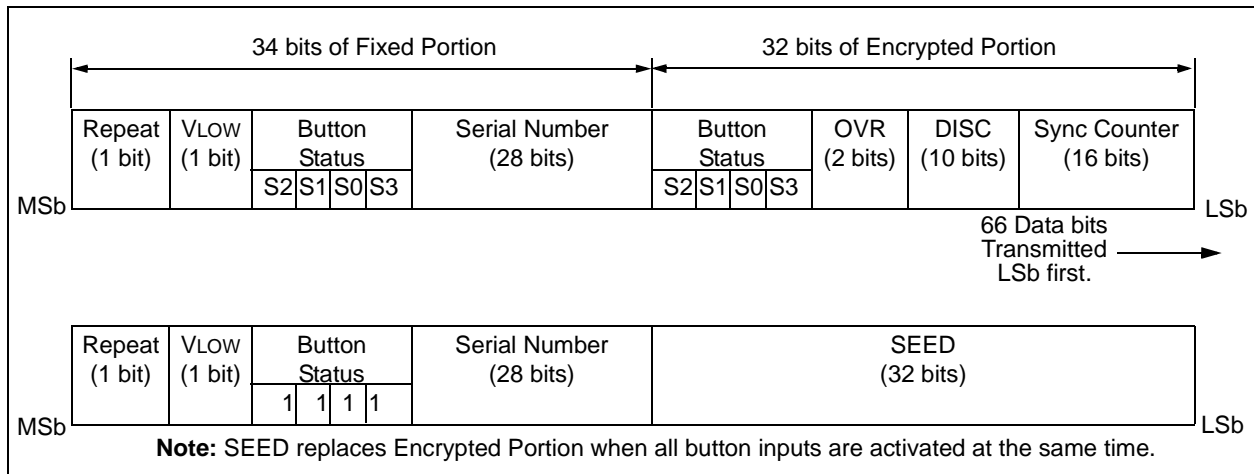 34 bits of Fixed Portion
32 bits of Encrypted Portion
Repeat
(1 bit)
VLOW
(1 bit)
Button
Status
S2 S1 S0 S3
Serial Number
(28 bits)
Button
Status
S2 S1 S0 S3
OVR
(2 bits)
DISC
(10 bits)
Sync Counter
(16 bits)
MSb
LSb
66 Data bits
Transmitted
LSb first.
Repeat
(1 bit)
VLOW
(1 bit)
Button
Status
1 1 1 1
Serial Number
(28 bits)
SEED
(32 bits)
MSb
LSb
Note: SEED replaces Encrypted Portion when all button inputs are activated at the same time.